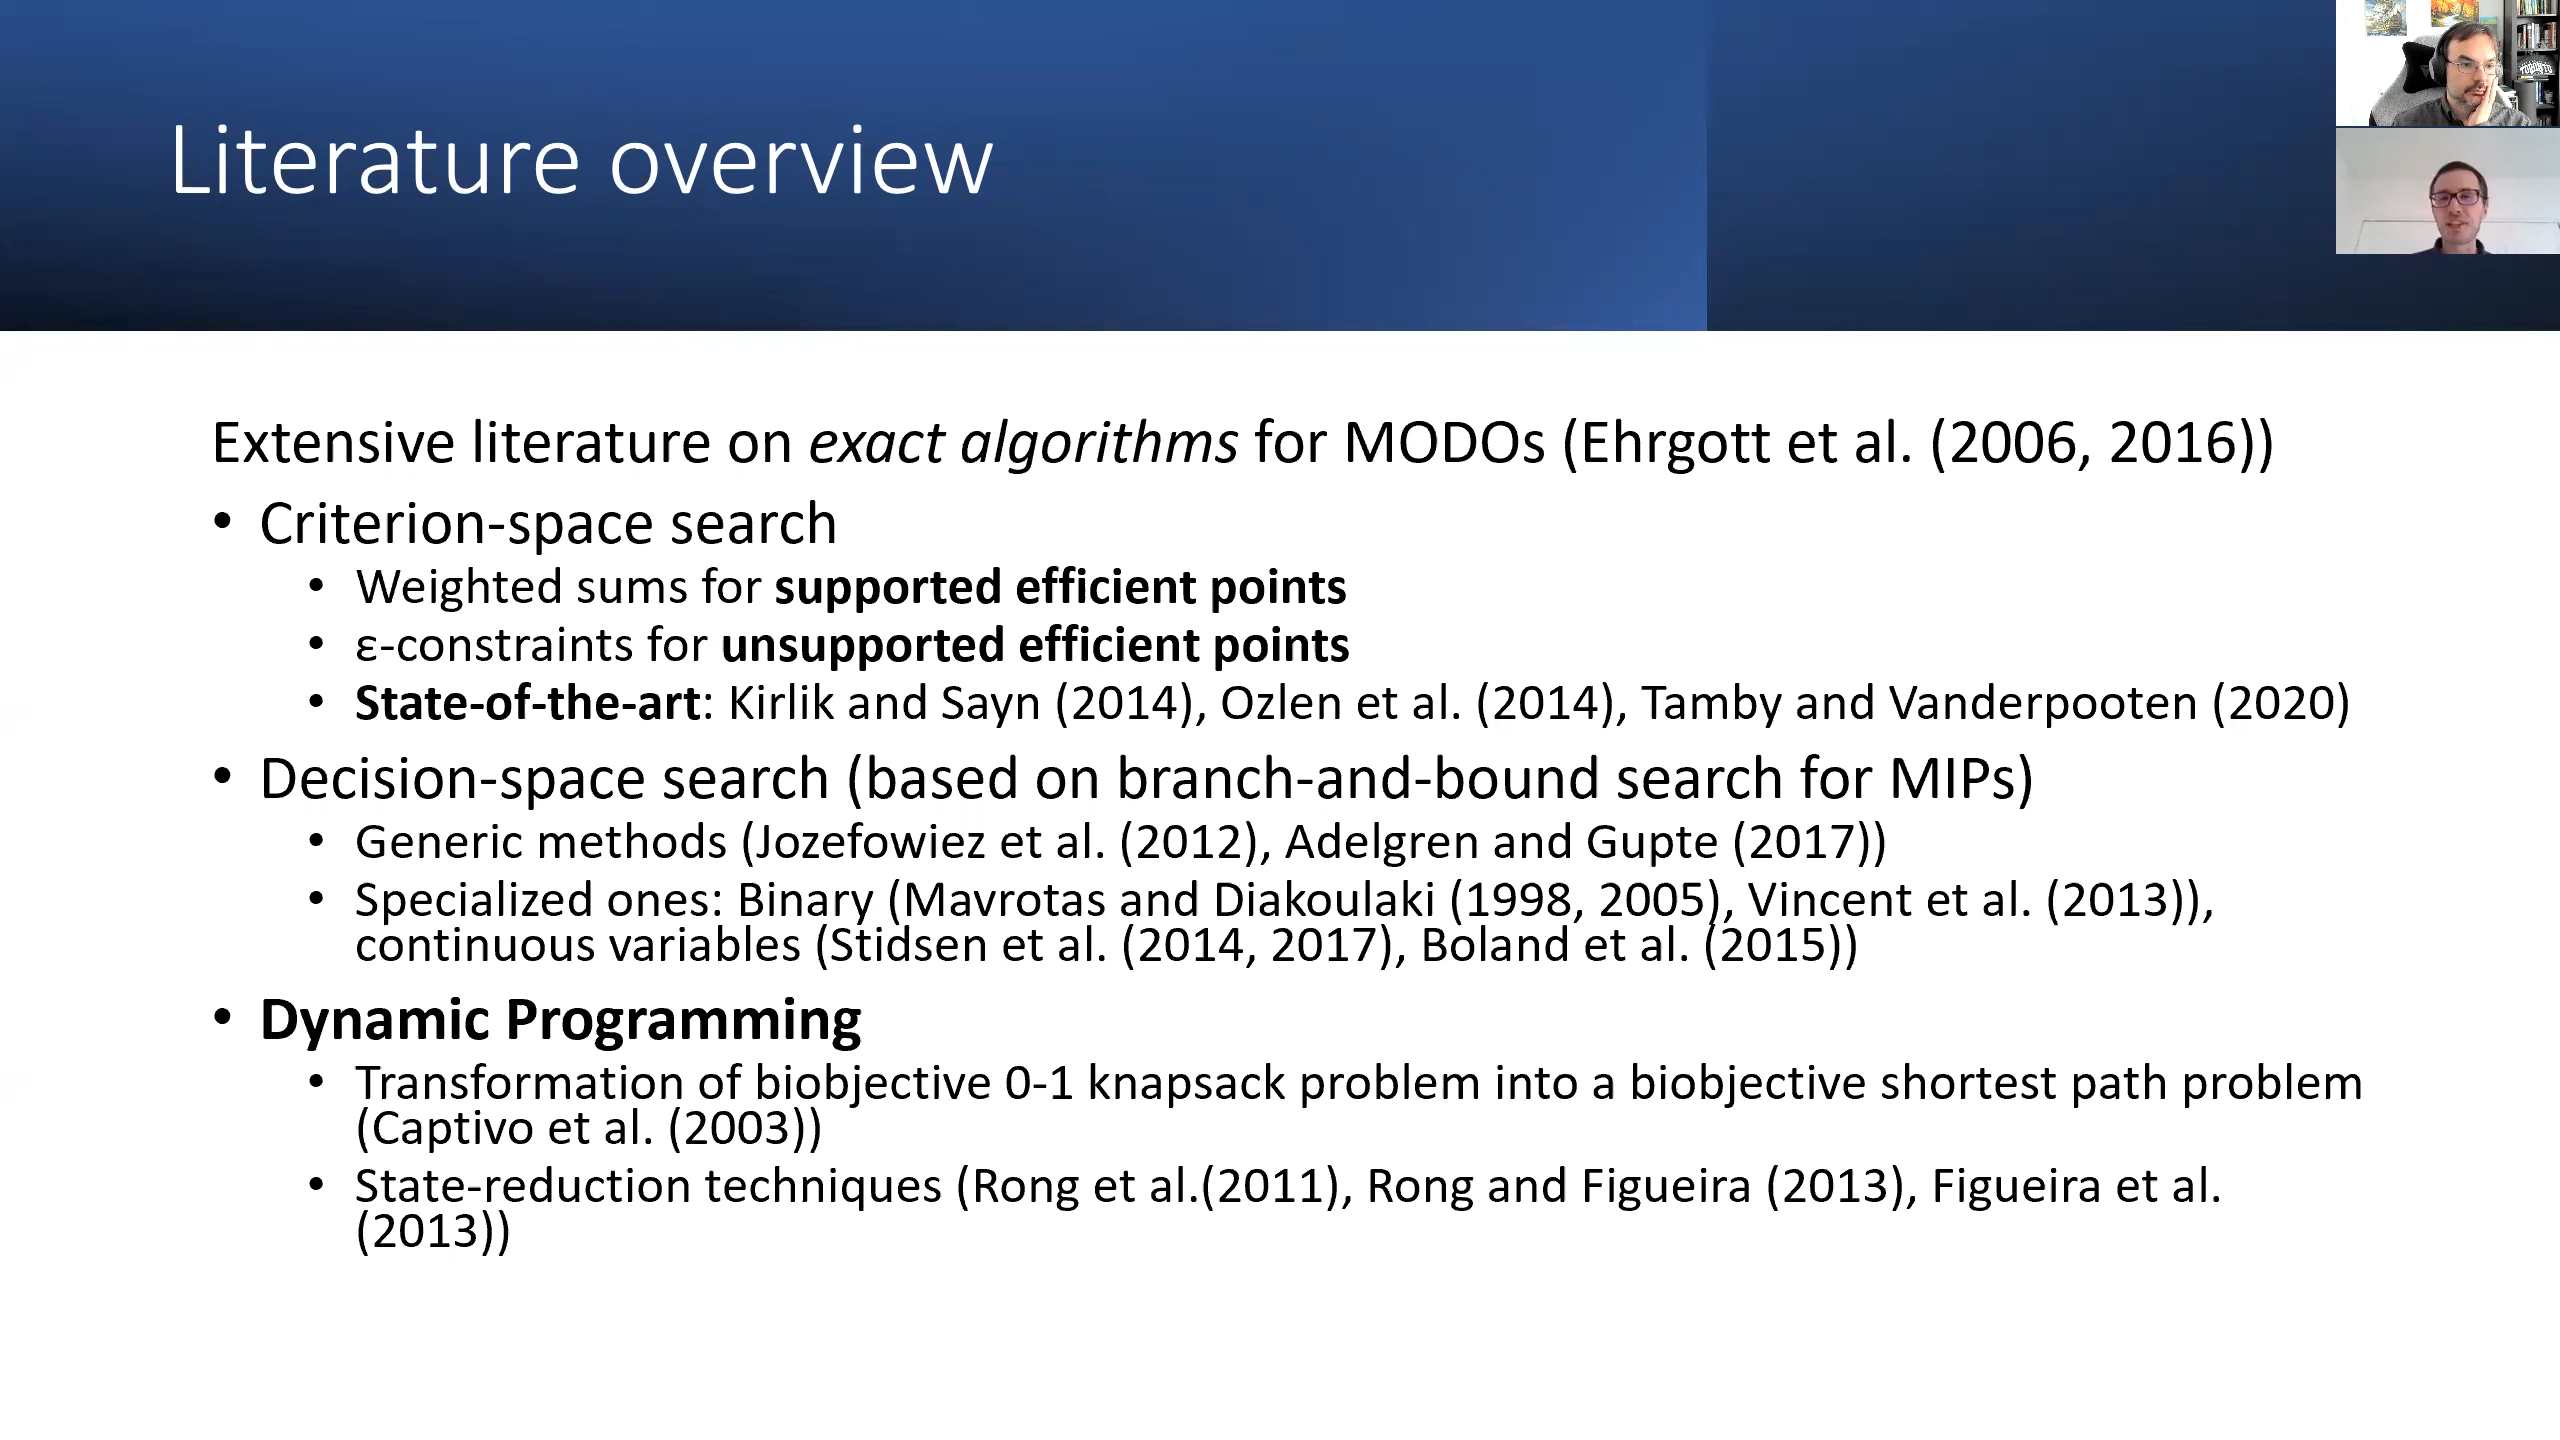 Literature overview
Extensive literature on exact algorithms for MODOs (Ehrgott et al. (2006, 2016))
• Criterion-space search
• Weighted sums for supported efficient points
• ε-constraints for unsupported efficient points
• State-of-the-art: Kirlik and Sayn (2014), Ozlen et al. (2014), Tamby and Vanderpooten (2020)
• Decision-space search (based on branch-and-bound search for MIPs)
• Generic methods (Jozefowiez et al. (2012), Adelgren and Gupte (2017))
• Specialized ones: Binary (Mavrotas and Diakoulaki (1998, 2005), Vincent et al. (2013)),
continuous variables (Stidsen et al. (2014, 2017), Boland et al. (2015))
• Dynamic Programming
• Transformation of biobjective 0-1 knapsack problem into a biobjective shortest path problem
(Captivo et al. (2003))
• State-reduction techniques (Rong et al.(2011), Rong and Figueira (2013), Figueira et al.
(2013))